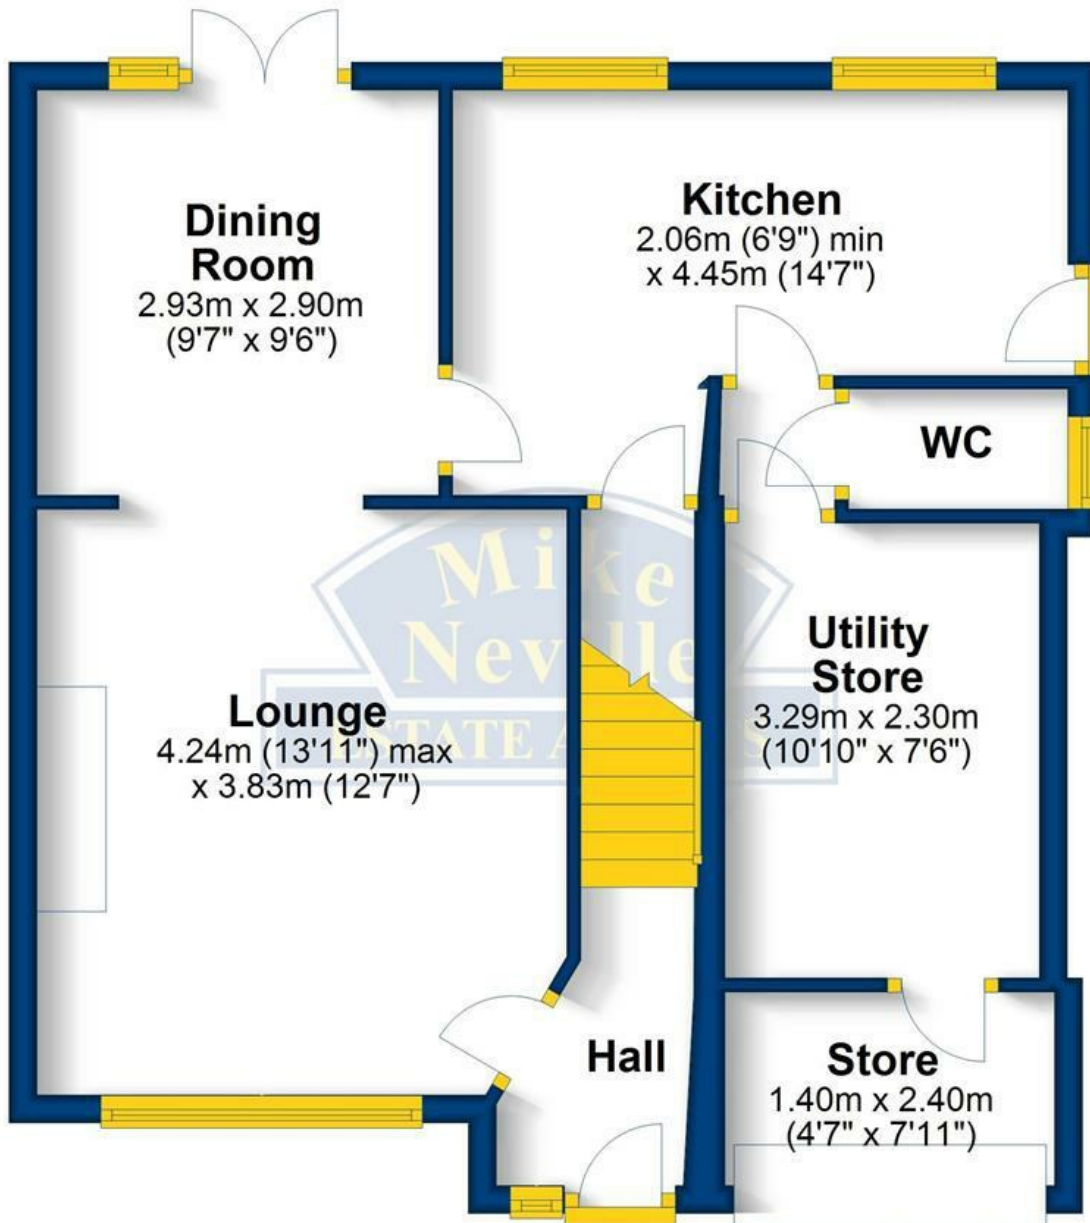 Dining
Room
2.93m x 2.90m
(9'7" x 9'6")
Kitchen
2.06m (6'9") min
x 4.45m (14'7")
WC
Mike
Neville
ESTATE AGENTS
Utility
Store
3.29m x 2.30m
(10'10" x 7'6")
Lounge
4.24m (13'11") max
x 3.83m (12'7")
Hall
Store
1.40m x 2.40m
(4'7" x 7'11")